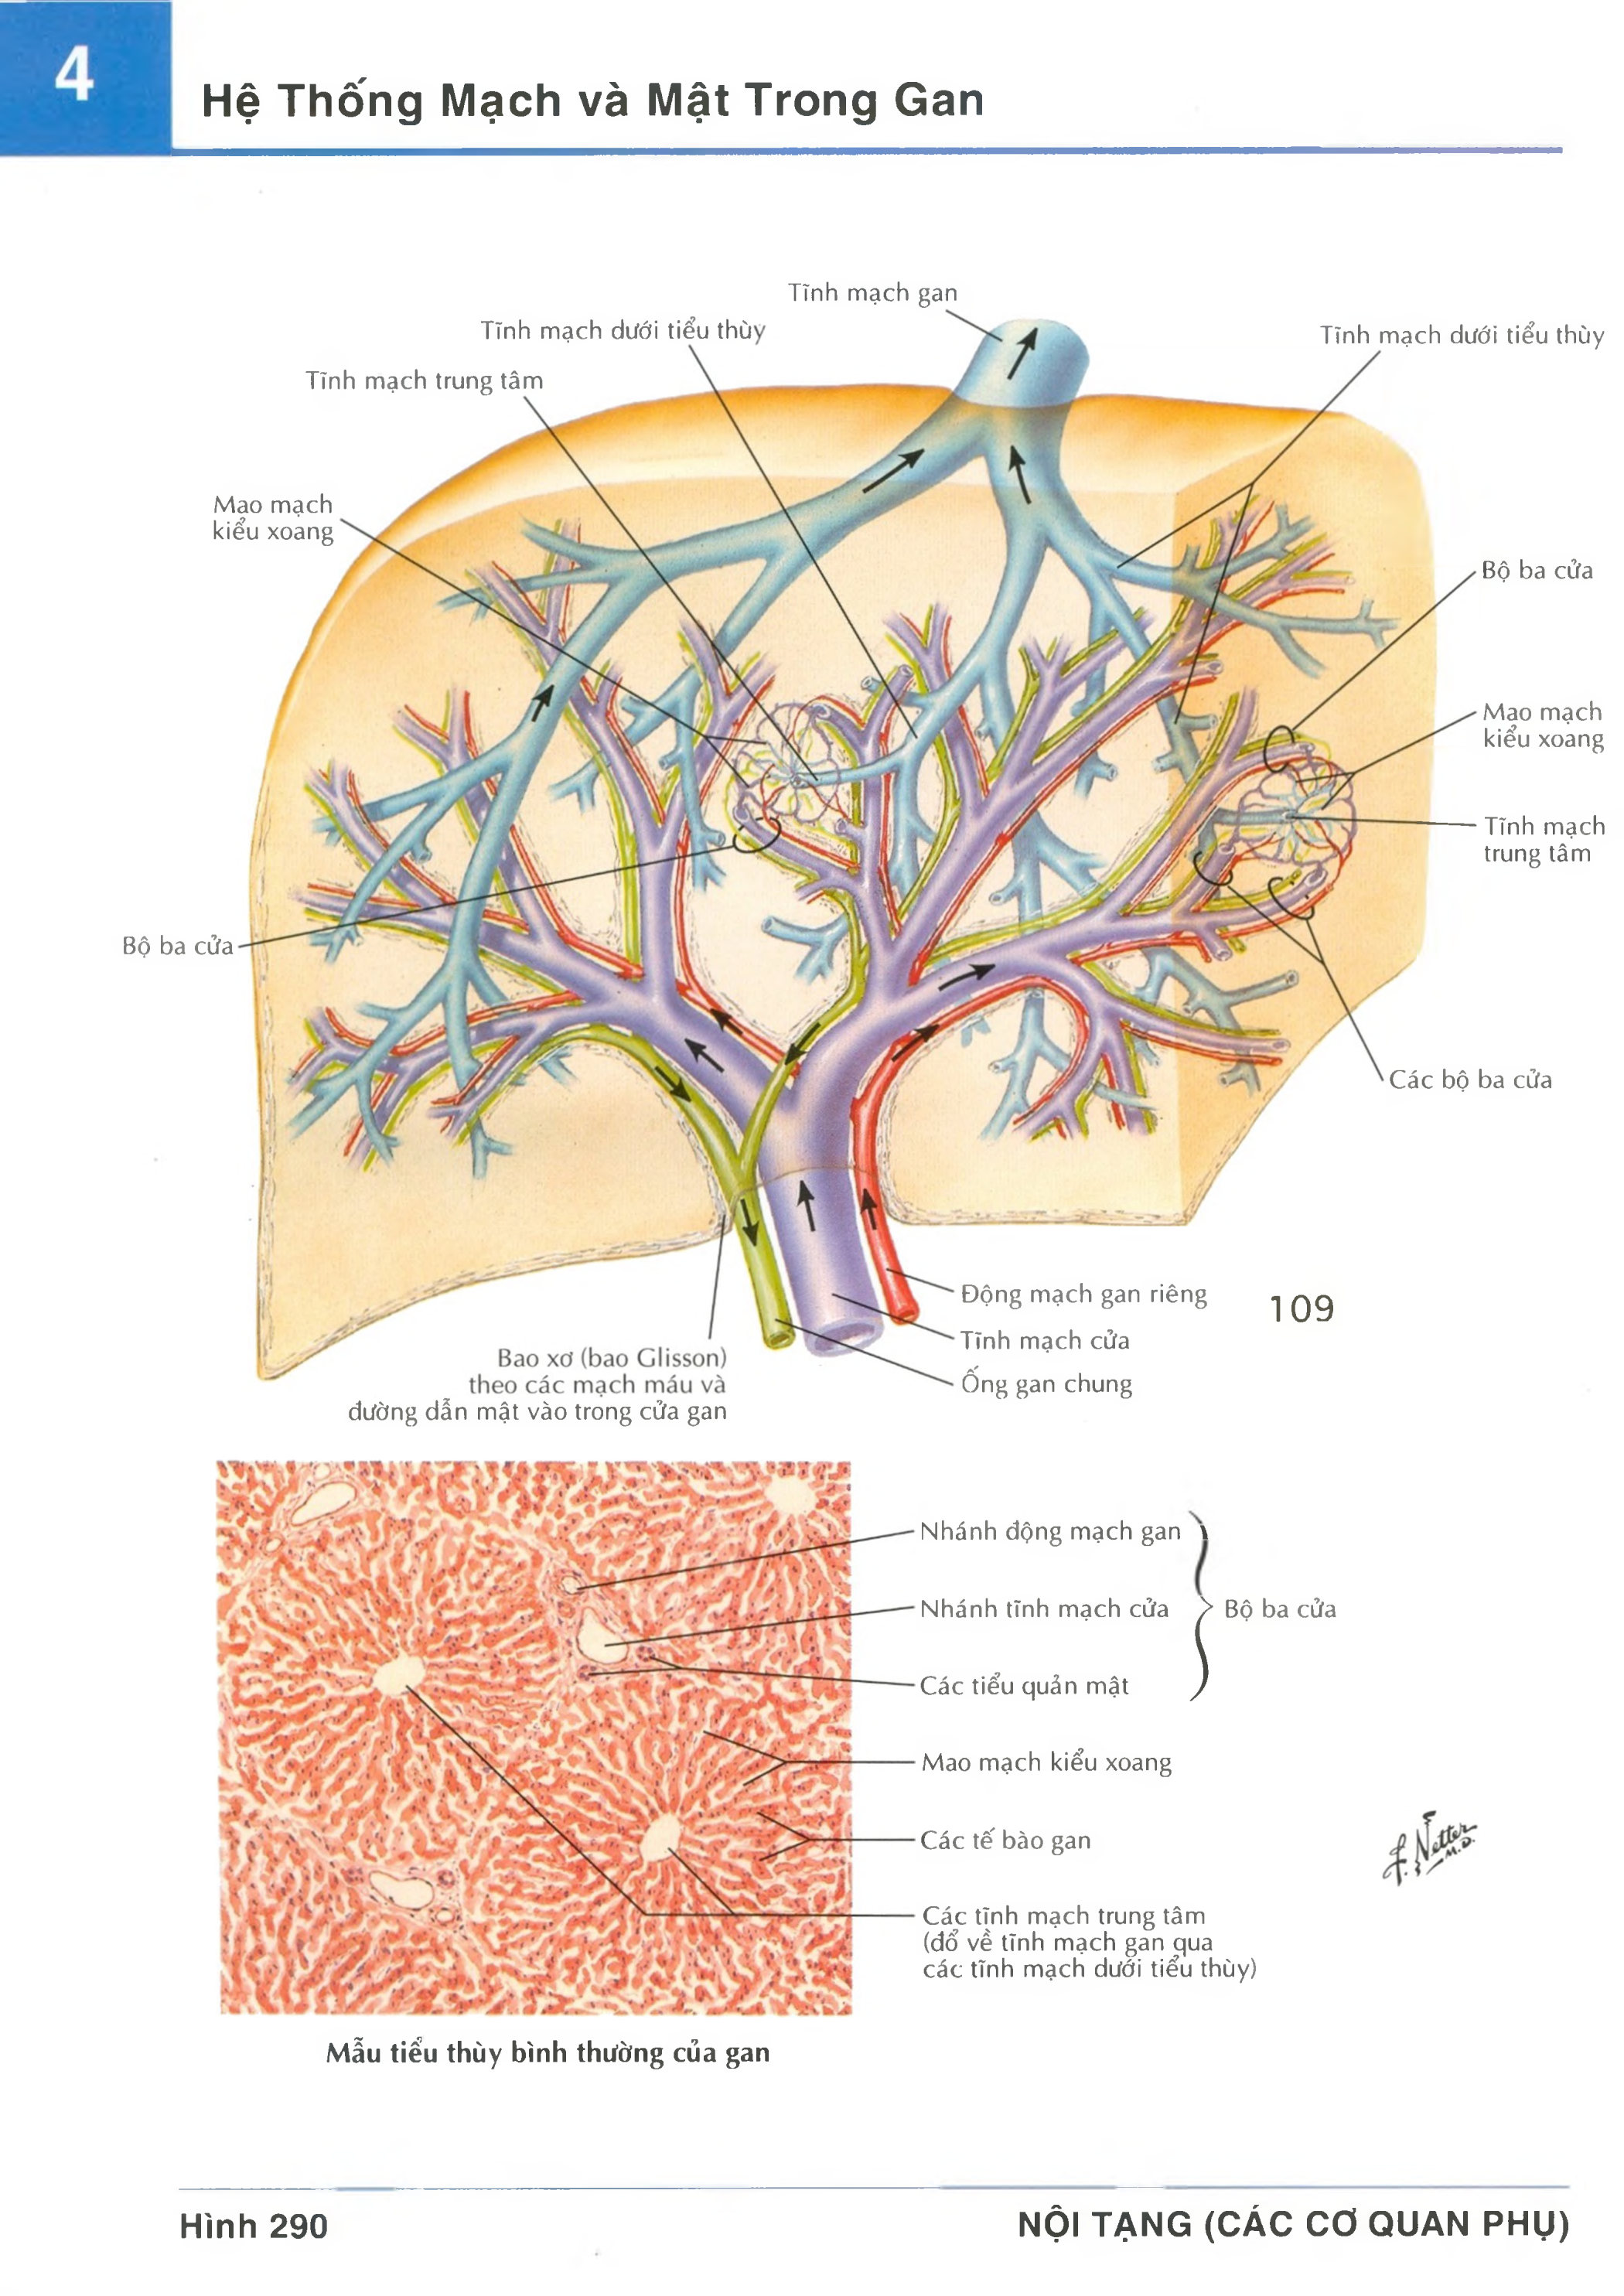 4
Hệ Thống Mạch và Mật Trong Gan
Tĩnh mạch gan
Tĩnh mạch dưới tiểu thùy
Tĩnh mạch dưới tiểu thùy
Tĩnh mạch trung tâm
Mao mạch
kiểu xoang
Bộ ba cửa
Mao mạch
kiểu xoang
Tĩnh mạch
trung tâm
Bộ ba cửa
Các bộ ba cửa
Động mạch gan riêng
109
Tĩnh mạch cửa
Ống gan chung
Bao xơ (bao Glisson)
theo các mạch máu và
đường dẫn mật vào trong cửa gan
Nhánh động mạch gan
Nhánh tĩnh mạch cửa
Bộ ba cửa
Các tiểu quản mật
Mao mạch kiểu xoang
Các tế bào gan
Các tĩnh mạch trung tâm
(đổ về tĩnh mạch gan qua
các tĩnh mạch dưới tiểu thùy)
F. Netter
M.D.
Mẫu tiểu thùy bình thường của gan
Hình 290
NỘI TẠNG (CÁC CƠ QUAN PHỤ)